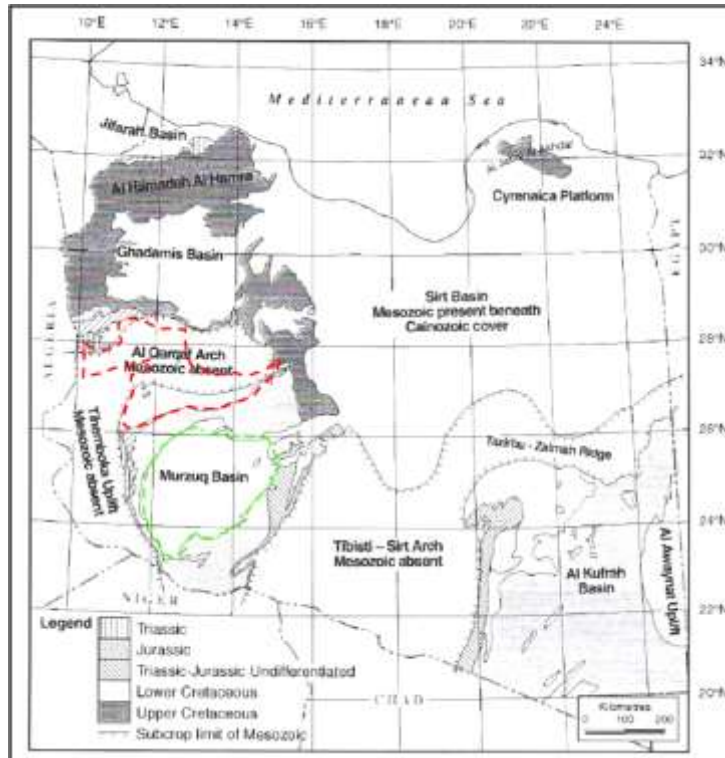 10°E 12°E 14°E 16°E 20°E 22°E 24°E
34°N
Mediterranean Sea
Jifarah Basin
32°N
Al Hamadah Al Hamra
Cyrenaica Platform
EGYPT
30°N
Ghadamis Basin
Sirt Basin
Mesozoic present beneath
Cainozoic cover
ALGERIA
28°N
Al Qarqaf Arch
Mesozoic absent
Tihemboka Uplift
Mesozoic absent
26°N
Murzuq Basin
24°N
Tibisti – Sirt Arch
Mesozoic absent
Al Kufrah
Basin
Al Awaynat Uplift
NIGER
22°N
Legend
Triassic
Jurassic
Triassic-Jurassic Undifferentiated
Lower Cretaceous
Upper Cretaceous
Subcrop limit of Mesozoic
CHAD
20°N
Kilometres
0 100 200